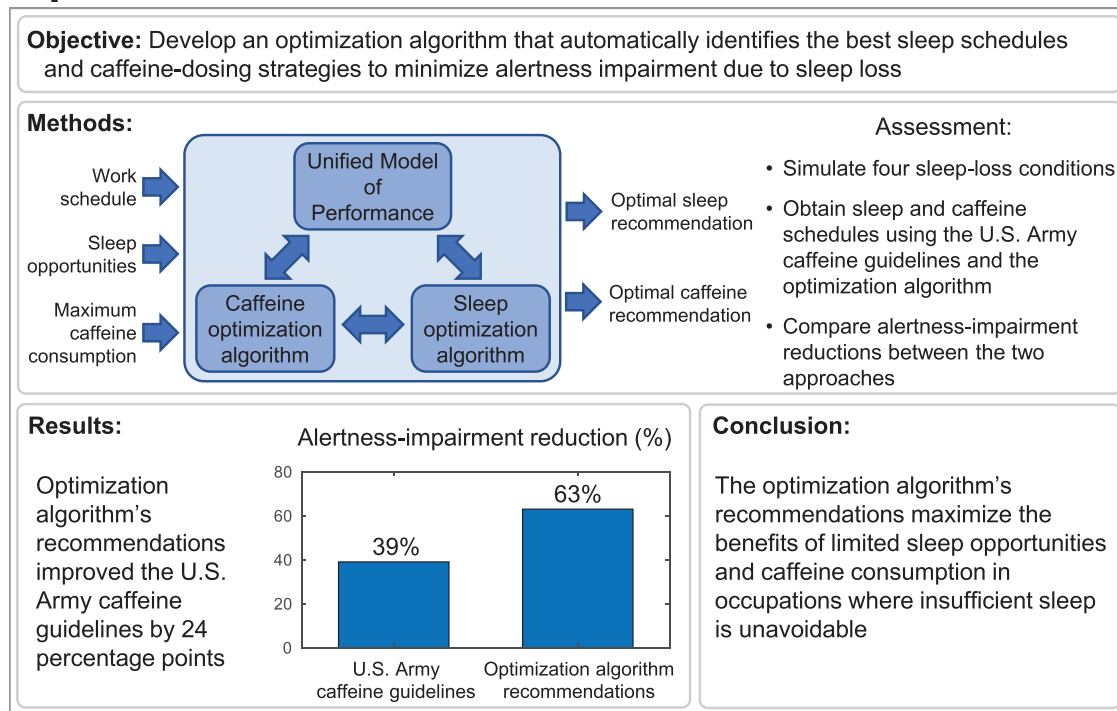 Objective: Develop an optimization algorithm that automatically identifies the best sleep schedules
and caffeine-dosing strategies to minimize alertness impairment due to sleep loss
Methods:
Work
schedule
Sleep
opportunities
Maximum
caffeine
consumption
Unified Model
of
Performance
Caffeine
optimization
algorithm
Sleep
optimization
algorithm
Optimal sleep
recommendation
Optimal caffeine
recommendation
Assessment:
• Simulate four sleep-loss conditions
• Obtain sleep and caffeine
schedules using the U.S. Army
caffeine guidelines and the
optimization algorithm
• Compare alertness-impairment
reductions between the two
approaches
Results:
Optimization
algorithm's
recommendations
improved the U.S.
Army caffeine
guidelines by 24
percentage points
Alertness-impairment reduction (%)
80
60
40
20
0
39%
63%
U.S. Army
caffeine guidelines
Optimization algorithm
recommendations
Conclusion:
The optimization algorithm's
recommendations maximize the
benefits of limited sleep opportunities
and caffeine consumption in
occupations where insufficient sleep
is unavoidable